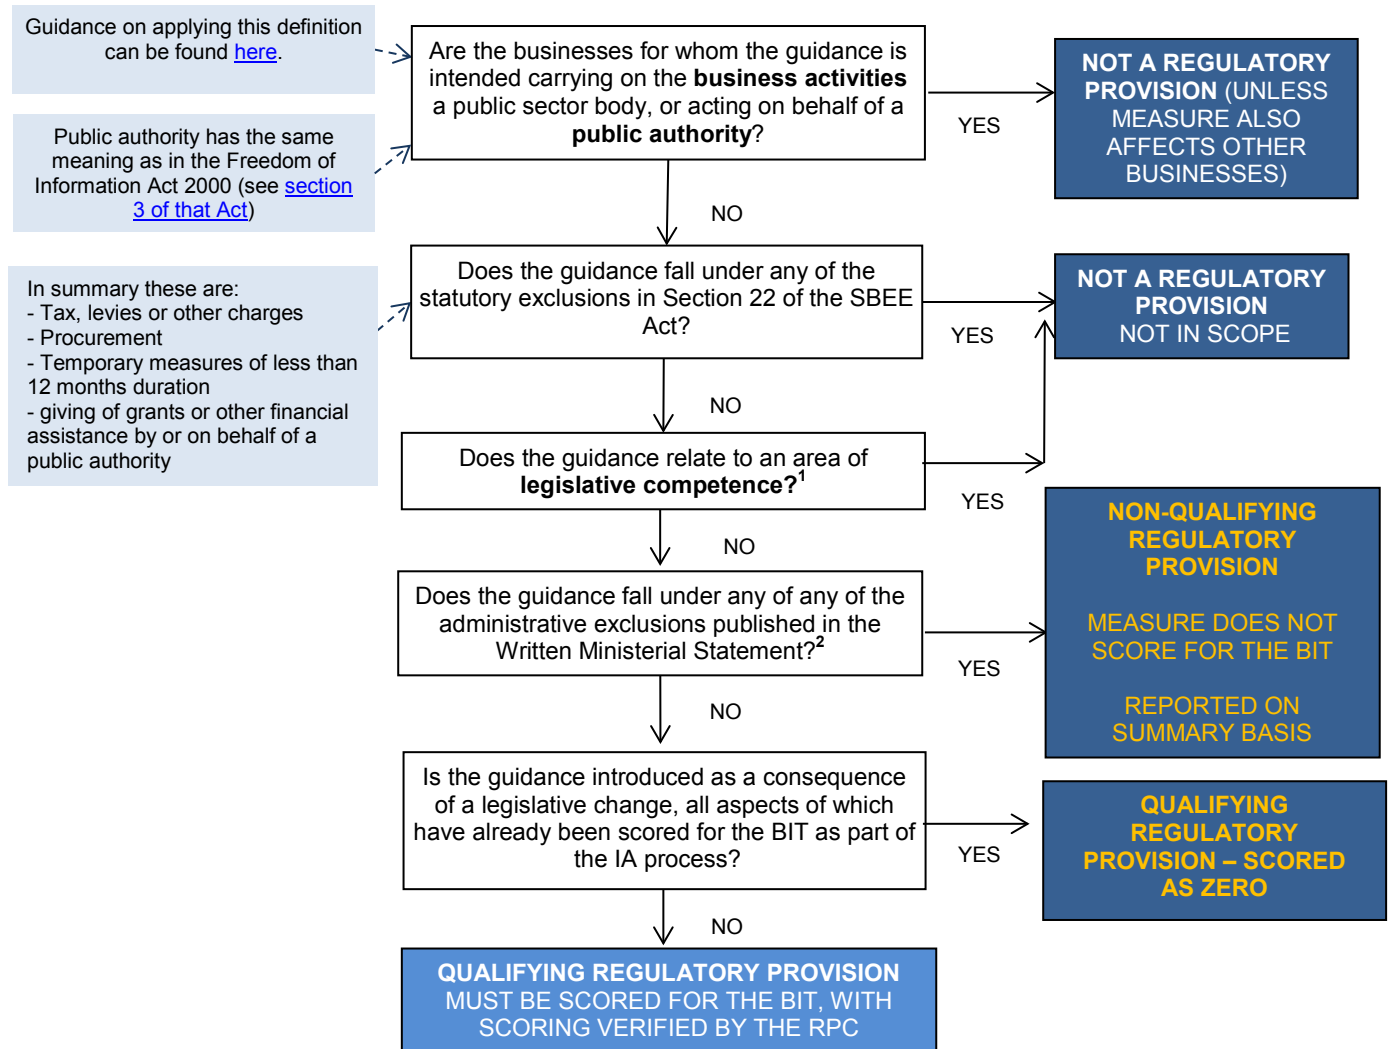 Guidance on applying this definition
can be found here.
Are the businesses for whom the guidance is
intended carrying on the business activities
a public sector body, or acting on behalf of a
public authority?
YES
NOT A REGULATORY
PROVISION (UNLESS
MEASURE ALSO
AFFECTS OTHER
BUSINESSES)
Public authority has the same
meaning as in the Freedom of
Information Act 2000 (see section
3 of that Act)
NO
In summary these are:
- Tax, levies or other charges
- Procurement
- Temporary measures of less than
12 months duration
- giving of grants or other financial
assistance by or on behalf of a
public authority
Does the guidance fall under any of the
statutory exclusions in Section 22 of the SBEE
Act?
YES
NOT A REGULATORY
PROVISION
NOT IN SCOPE
NO
Does the guidance relate to an area of
legislative competence?1
YES
NO
Does the guidance fall under any of any of the
administrative exclusions published in the
Written Ministerial Statement?2
YES
NON-QUALIFYING
REGULATORY
PROVISION
MEASURE DOES NOT
SCORE FOR THE BIT
REPORTED ON
SUMMARY BASIS
NO
Is the guidance introduced as a consequence
of a legislative change, all aspects of which
have already been scored for the BIT as part of
the IA process?
YES
QUALIFYING
REGULATORY
PROVISION – SCORED
AS ZERO
NO
QUALIFYING REGULATORY PROVISION
MUST BE SCORED FOR THE BIT, WITH
SCORING VERIFIED BY THE RPC